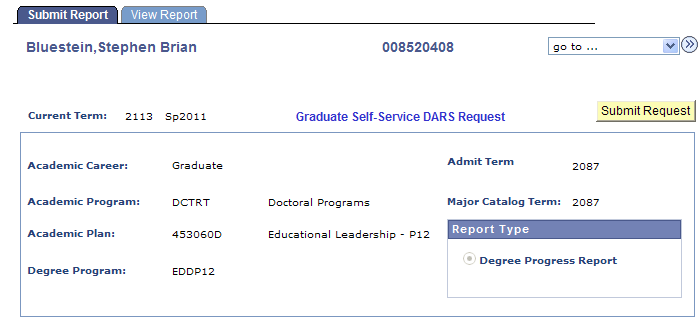 Submit Report View Report
Bluestein,Stephen Brian 008520408 go to ...
Current Term: 2113 Sp2011 Graduate Self-Service DARS Request Submit Request
Academic Career: Graduate Admit Term 2087
Academic Program: DCTRT Doctoral Programs Major Catalog Term: 2087
Academic Plan: 453060D Educational Leadership - P12 Report Type
Degree Progress Report
Degree Program: EDDP12